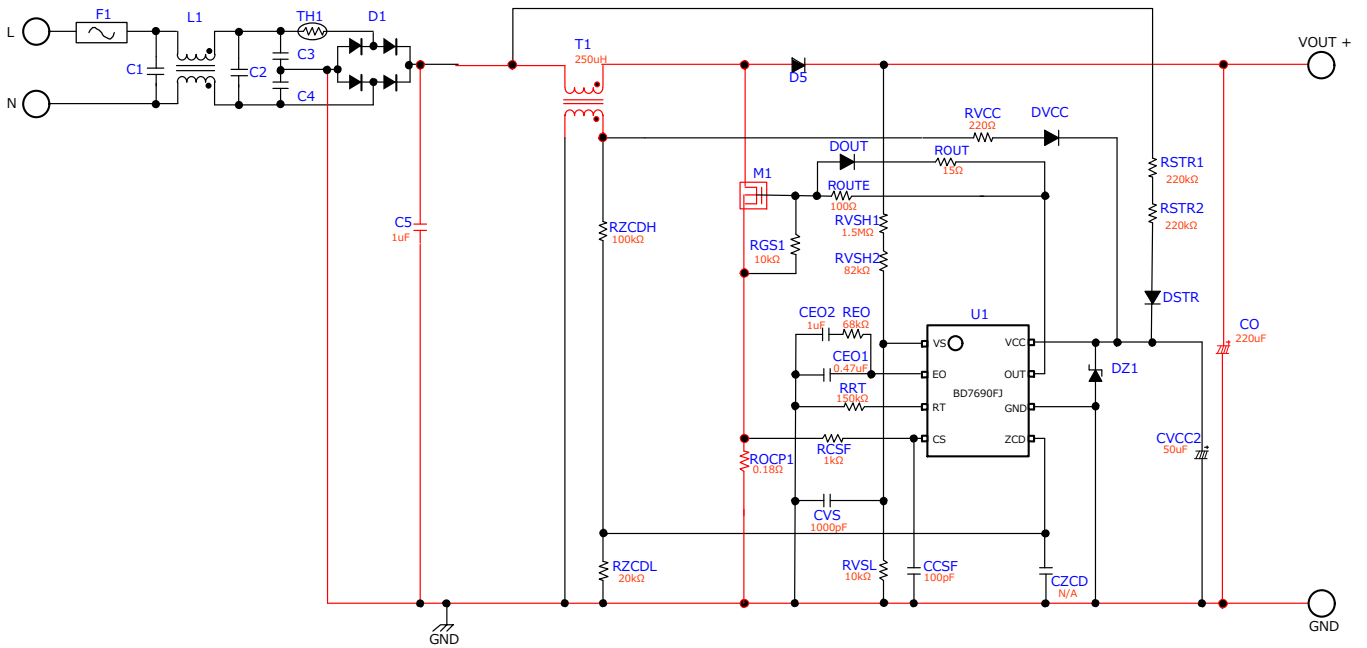 F1
L1
TH1
D1
L
VOUT +
T1
250uH
C3
C1
C2
D5
C4
N
RVCC
220Ω
DVCC
DOUT
ROUT
15Ω
RSTR1
220kΩ
M1
ROUTE
100Ω
RSTR2
220kΩ
C5
1uF
RZCDH
100kΩ
RVSH1
1.5MΩ
RGS1
10kΩ
RVSH2
82kΩ
DSTR
CEO2
1uF
REO
68kΩ
U1
CO
220uF
VS
VCC
CEO1
0.47uF
EO
OUT
DZ1
RRT
150kΩ
BD7690FJ
RT
GND
CS
ZCD
CVCC2
50uF
RCSF
1kΩ
ROCP1
0.18Ω
CVS
1000pF
RZCDL
20kΩ
RVSL
10kΩ
CCSF
100pF
CZCD
N/A
GND
GND